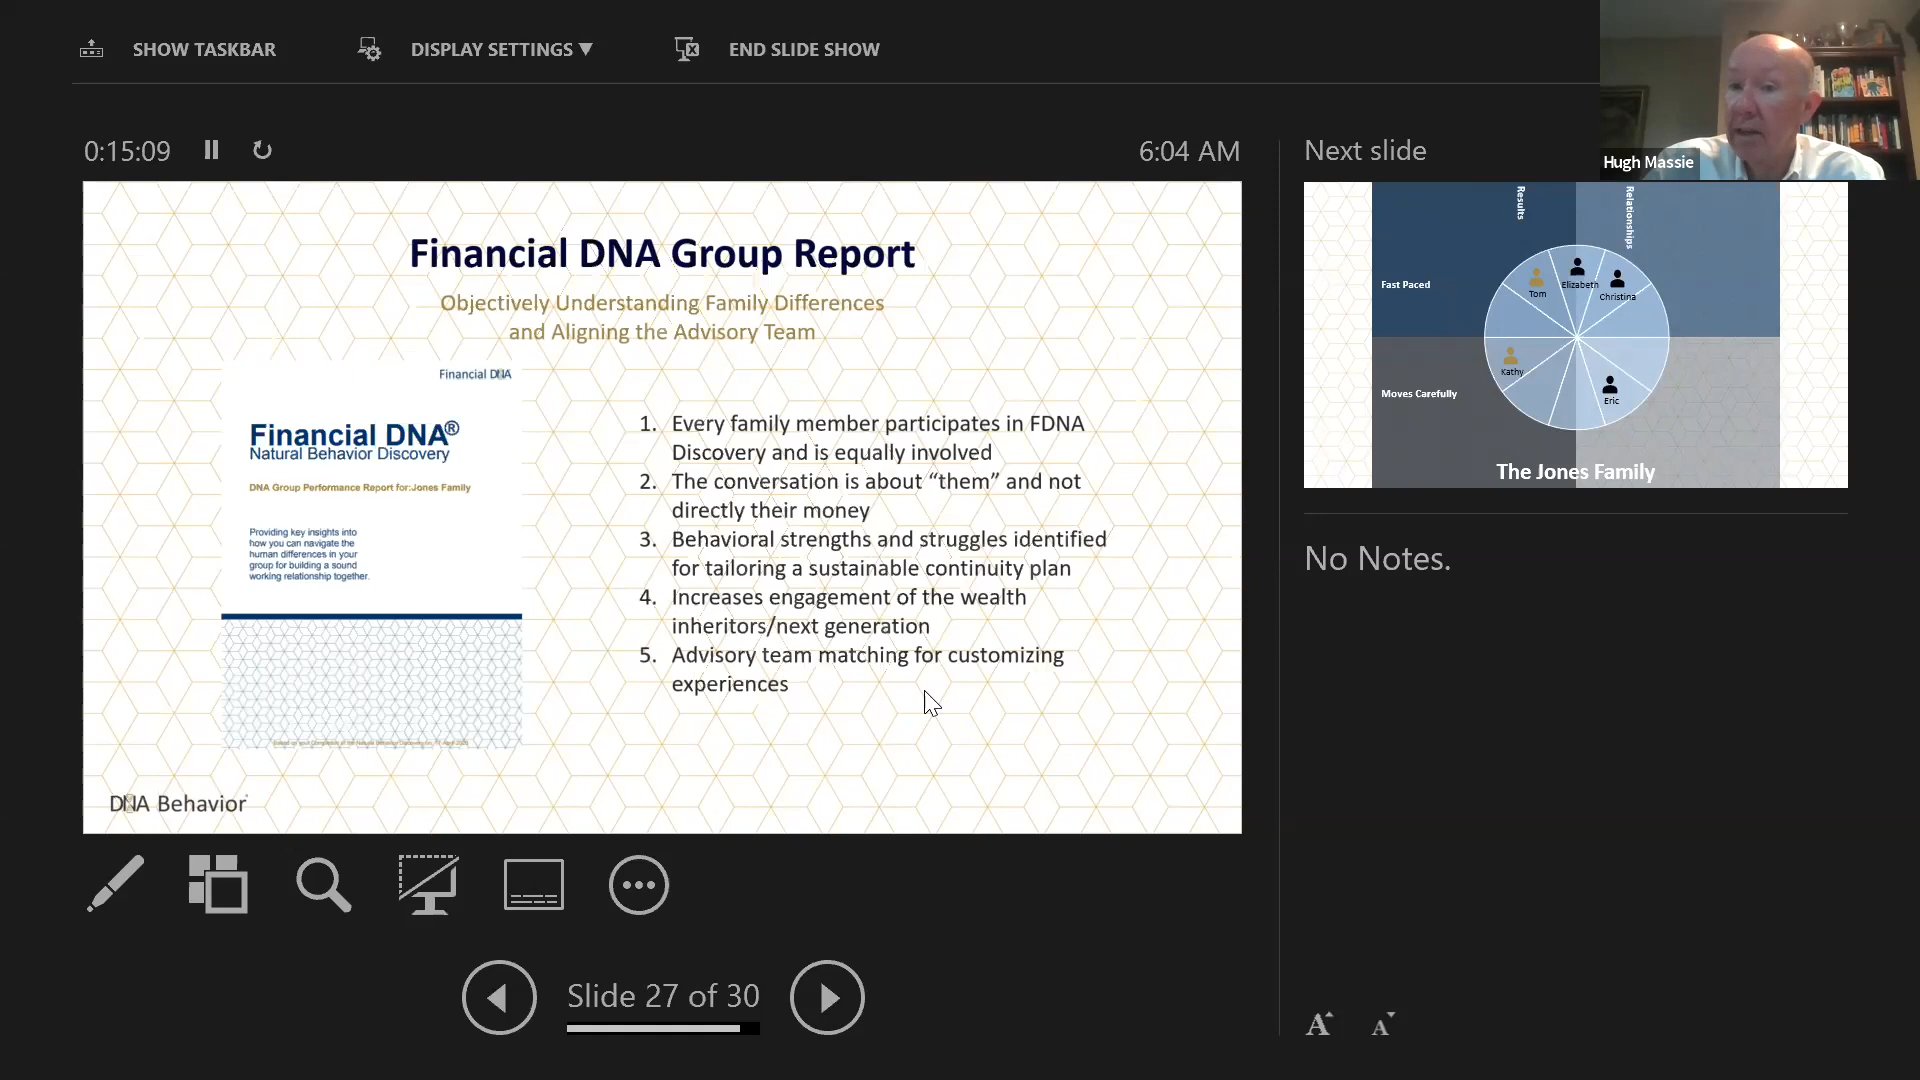 SHOW TASKBAR
DISPLAY SETTINGS ▼
END SLIDE SHOW
Hugh Massie
0:15:09
6:04 AM
Financial DNA Group Report
Objectively Understanding Family Differences
and Aligning the Advisory Team
Financial DNA
Financial DNA®
Natural Behavior Discovery
DNA Group Performance Report for:Jones Family
Providing key insights into
how you can navigate the
human differences in your
group for building a sound
working relationship together.
1. Every family member participates in FDNA
Discovery and is equally involved
2. The conversation is about “them” and not
directly their money
3. Behavioral strengths and struggles identified
for tailoring a sustainable continuity plan
4. Increases engagement of the wealth
inheritors/next generation
5. Advisory team matching for customizing
experiences
DNA Behavior
Slide 27 of 30
Next slide
Results
Relationships
Fast Paced
Tom
Elizabeth
Christina
Kathy
Moves Carefully
Eric
The Jones Family
No Notes.
A
A